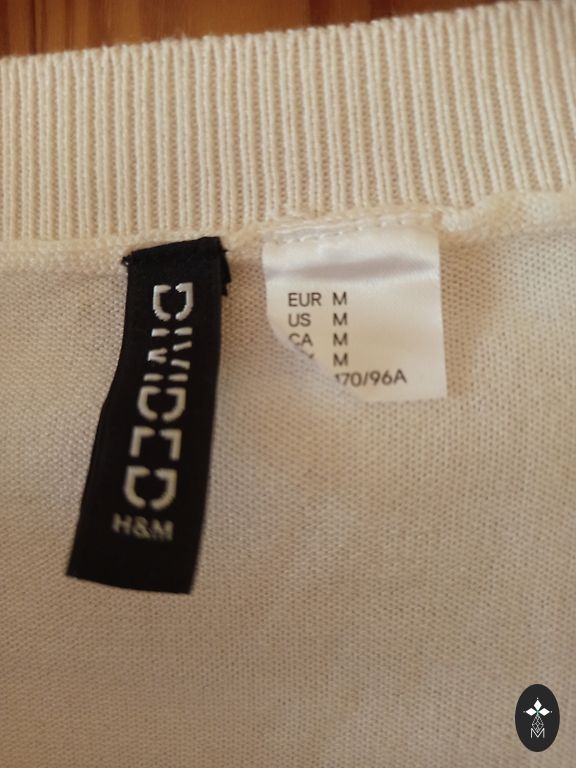 DIVIDED
H&M
EUR M
US M
CA M
M
170/96A